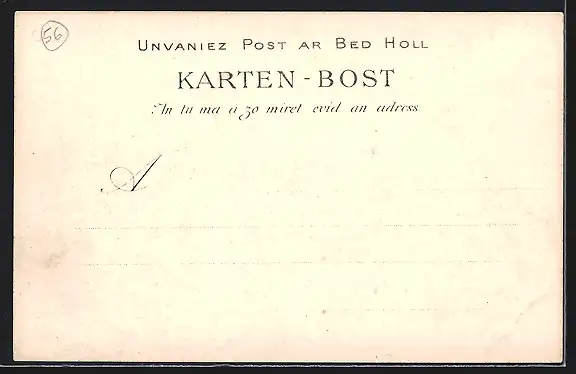 56
UNVANIEZ POST AR BED HOLL
KARTEN-BOST
An tu ma a zo miret evid an adress
A